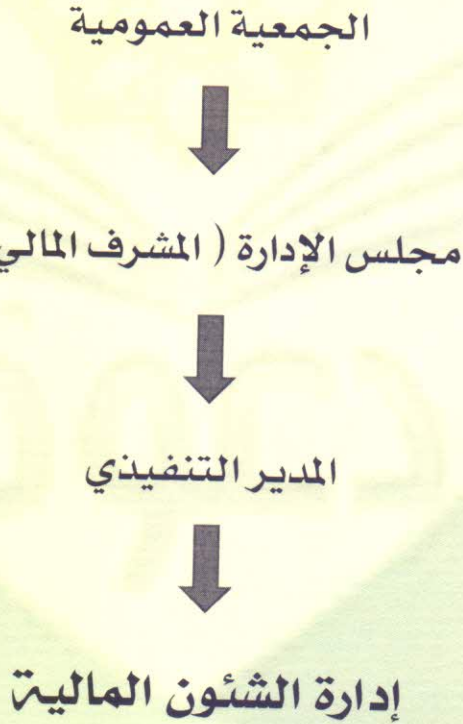 الجمعية العمومية
مجلس الإدارة ( المشرف المالي
المدير التنفيذي
إدارة الشئون المالية